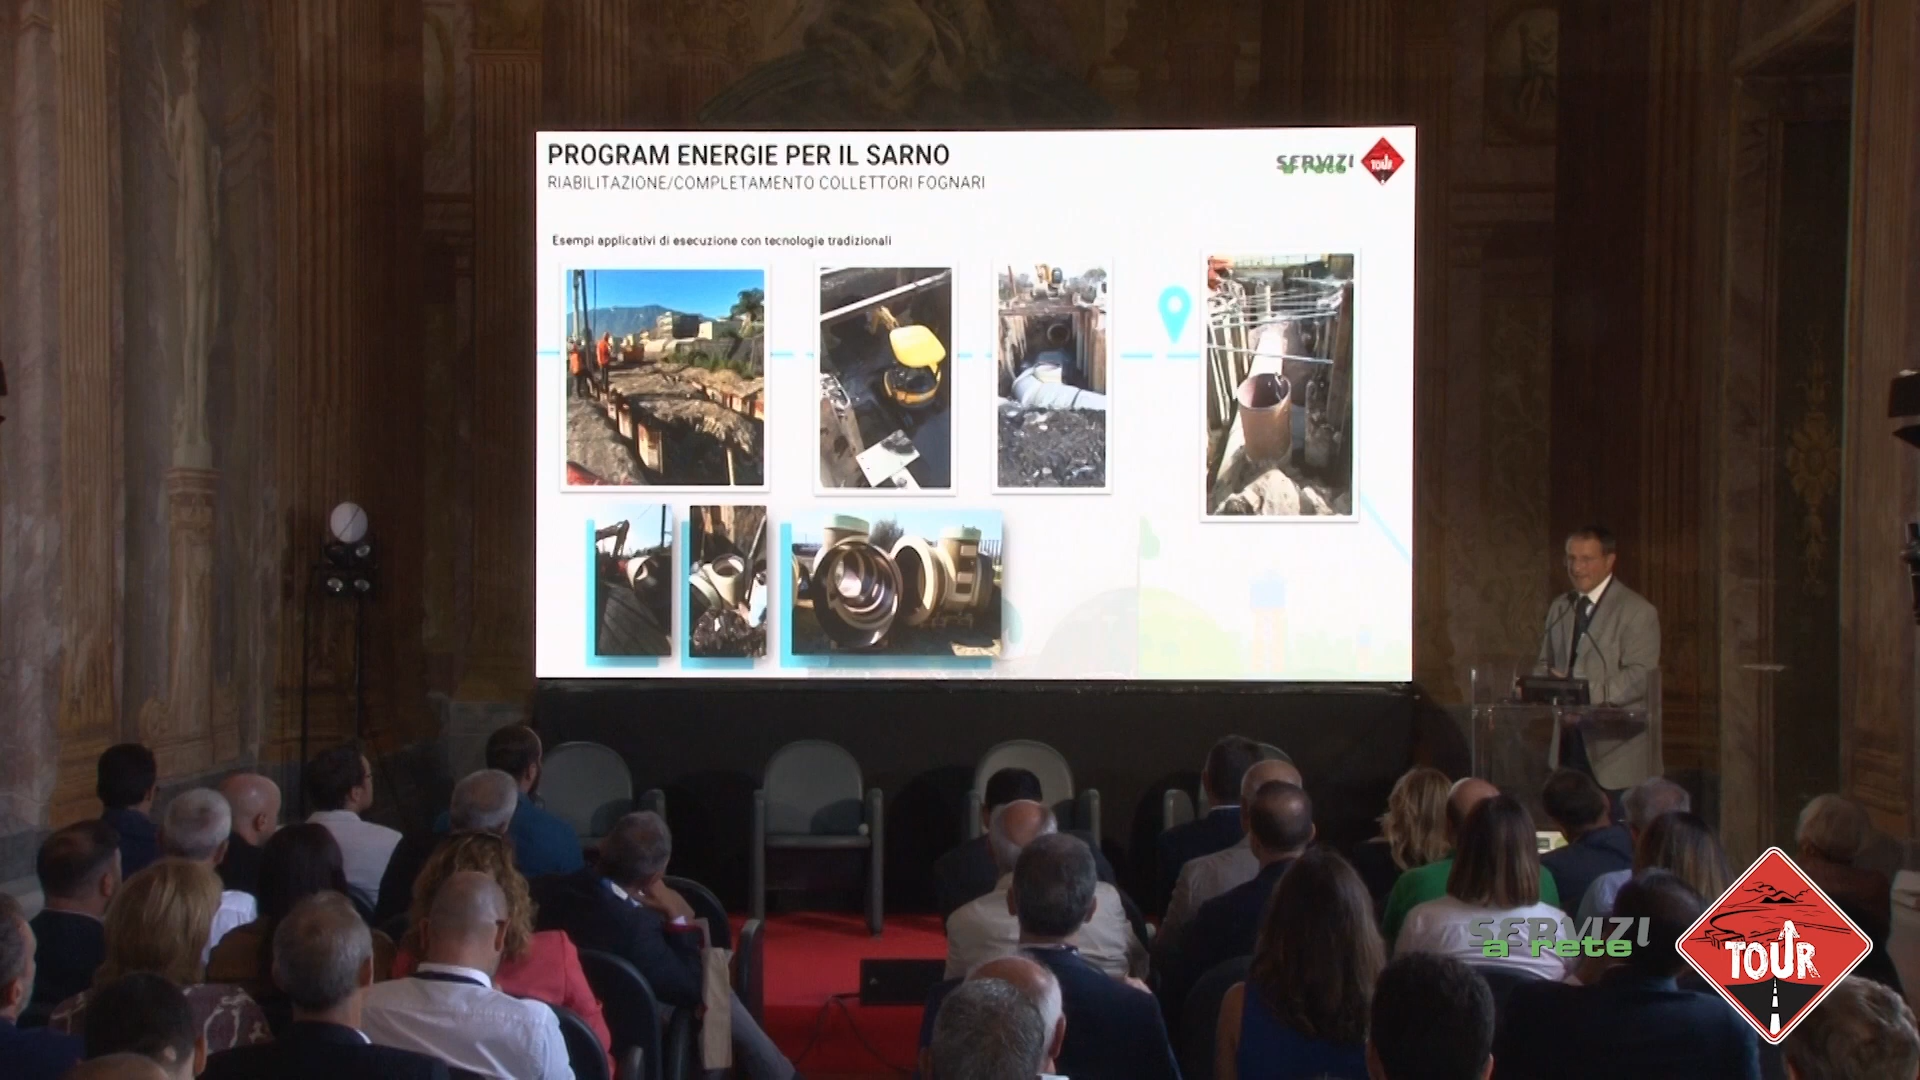 PROGRAM ENERGIE PER IL SARNO
RIABILITAZIONE/COMPLETAMENTO COLLETTORI FOGNARI
SERVIZI
a rete
TOUR
Esempi applicativi di esecuzione con tecnologie tradizionali
SERVIZI
a rete
TOUR